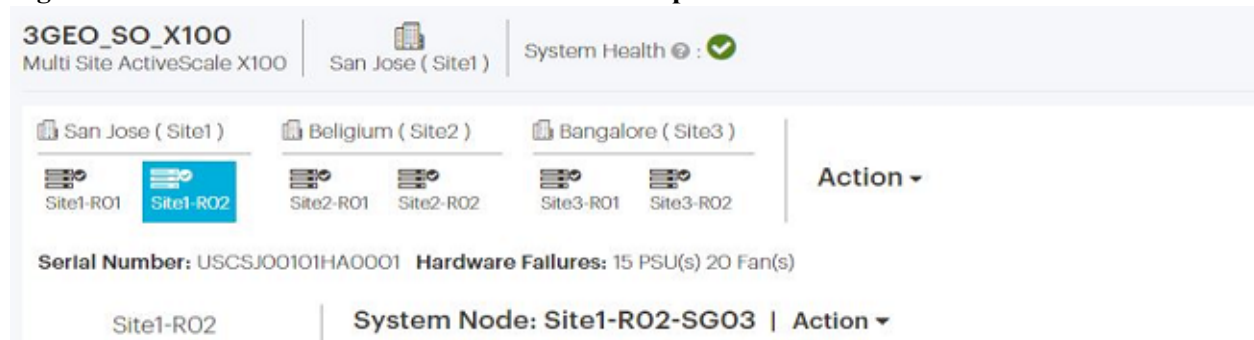 3GEO_SO_X100
Multi Site ActiveScale X100
San Jose ( Site1 )
System Health ? :
San Jose ( Site1 )
Beligium ( Site2 )
Bangalore ( Site3 )
Site1-R01
Site1-R02
Site2-R01
Site2-R02
Site3-R01
Site3-R02
Action
Serial Number: USCSJ00101HA0001 Hardware Failures: 15 PSU(s) 20 Fan(s)
Site1-R02
System Node: Site1-R02-SG03 | Action